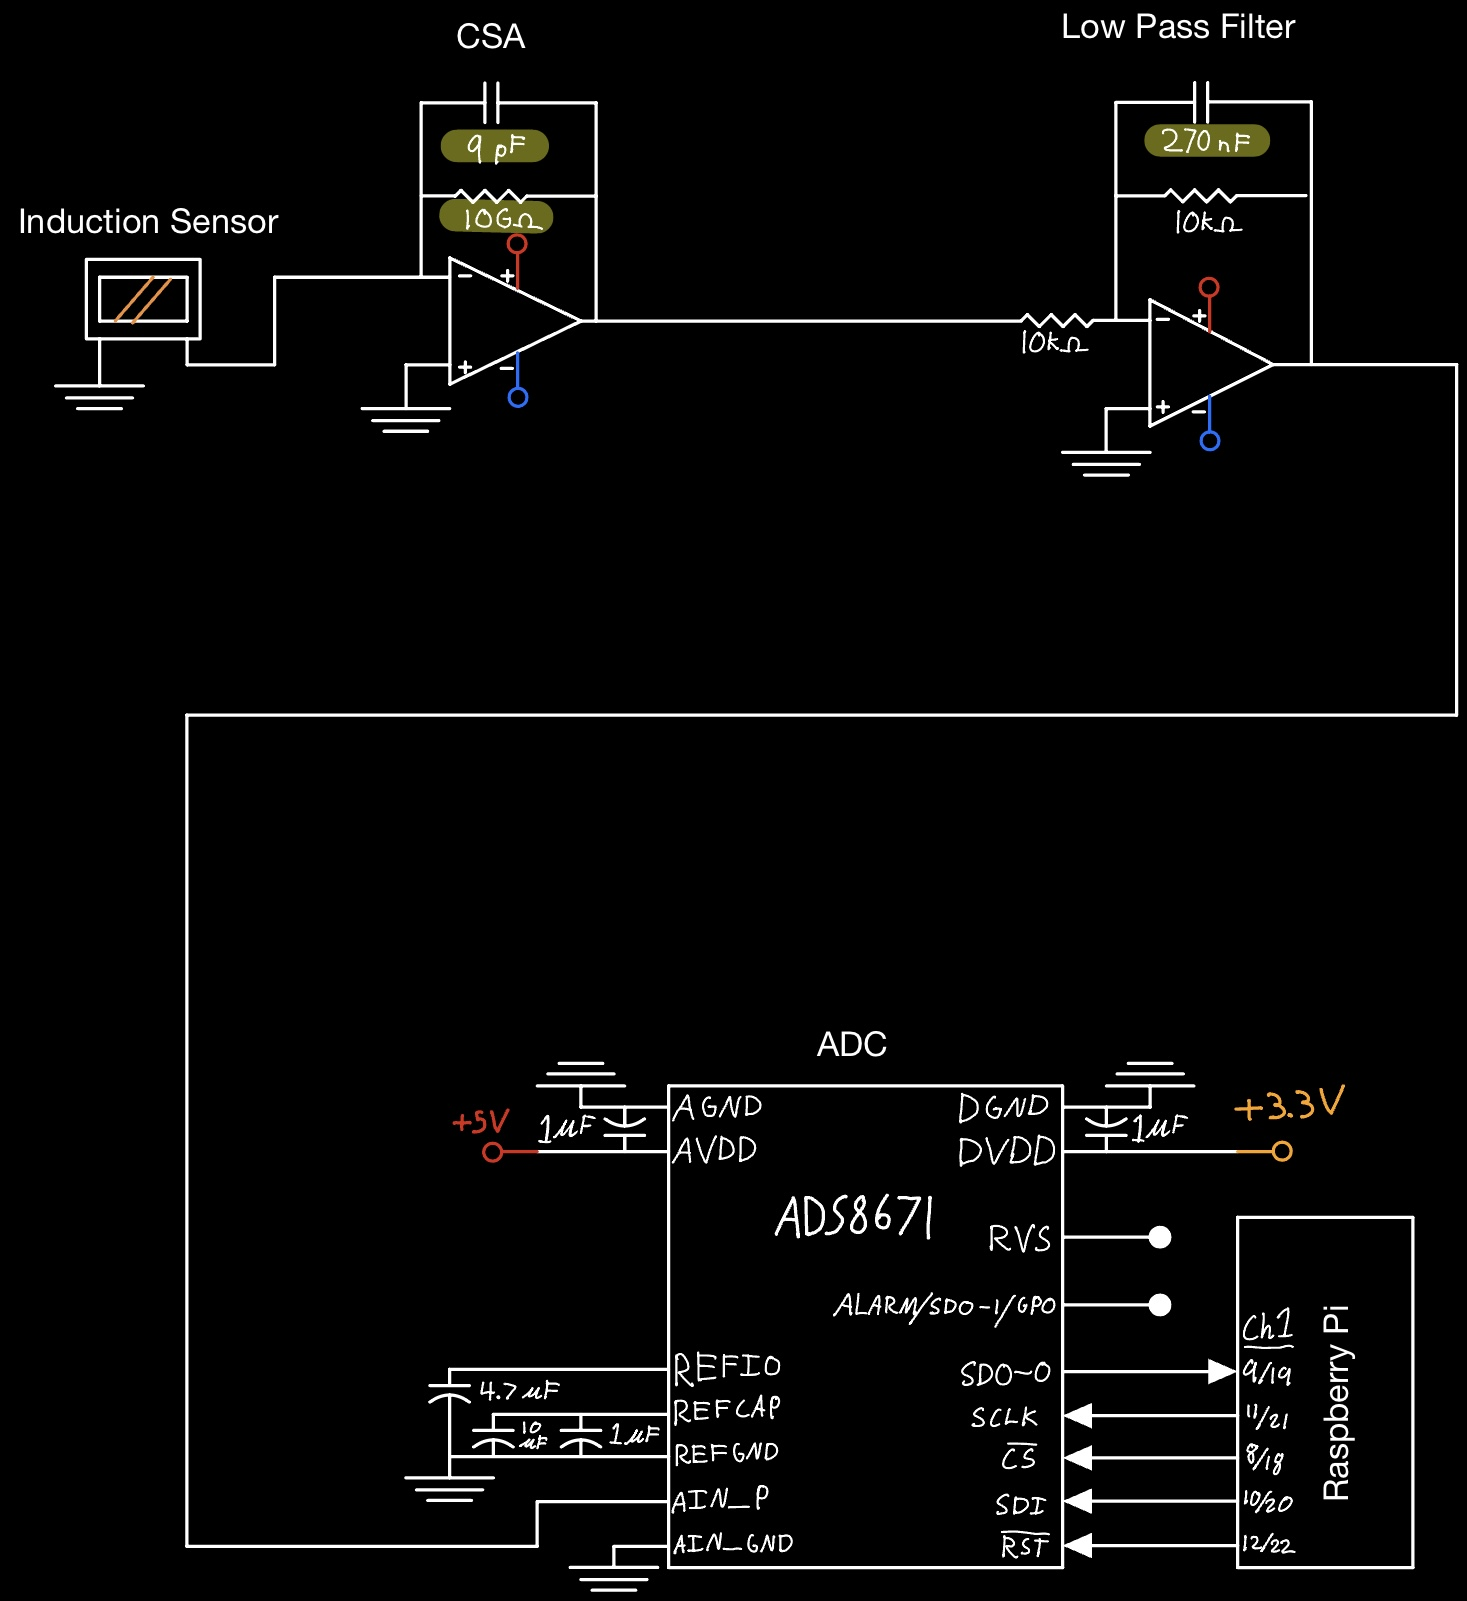 CSA
Low Pass Filter
9 pF
270 nF
10GΩ
10kΩ
Induction Sensor
+
−
+
−
10kΩ
+
−
+
−
ADC
+5V
1μF
AGND
AVDD
DGND
DVDD
1μF
+3.3V
ADS8671
RVS
ALARM/SDO-1/GPO
REFIO
4.7 μF
REFCAP
10 μF
1μF
REFGND
AIN_P
AIN_GND
SDO-0
SCLK
CS
SDI
RST
Ch1
9/19
11/21
8/18
10/20
12/22
Raspberry Pi